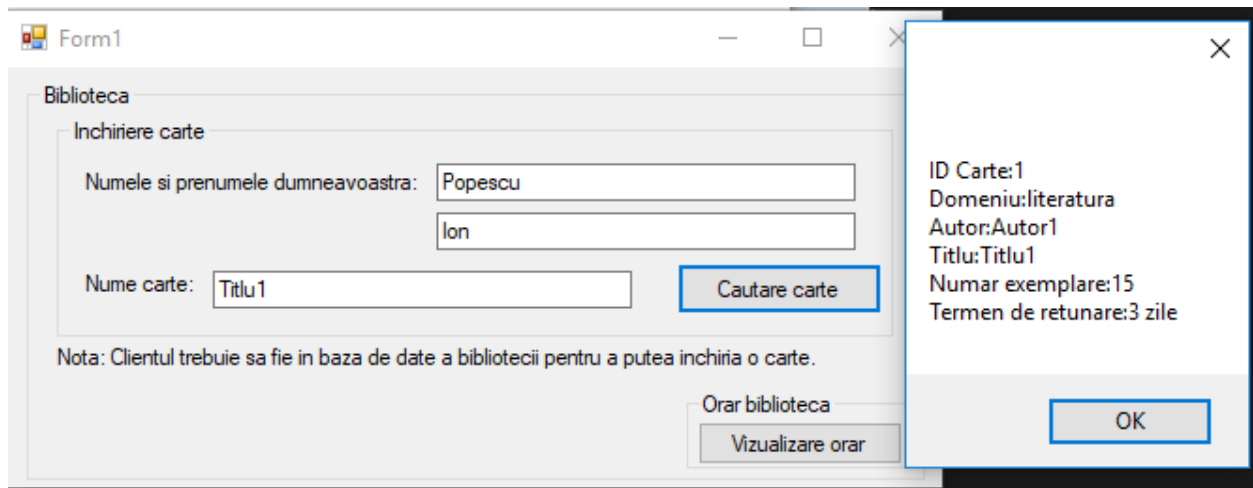 Form1
Biblioteca
Inchiriere carte
Numele si prenumele dumneavoastra:
Popescu
Ion
Nume carte:
Titlu1
Cautare carte
Nota: Clientul trebuie sa fie in baza de date a bibliotecii pentru a putea inchiria o carte.
Orar biblioteca
Vizualizare orar
ID Carte:1
Domeniu:literatura
Autor:Autor1
Titlu:Titlu1
Numar exemplare:15
Termen de retunare:3 zile
OK